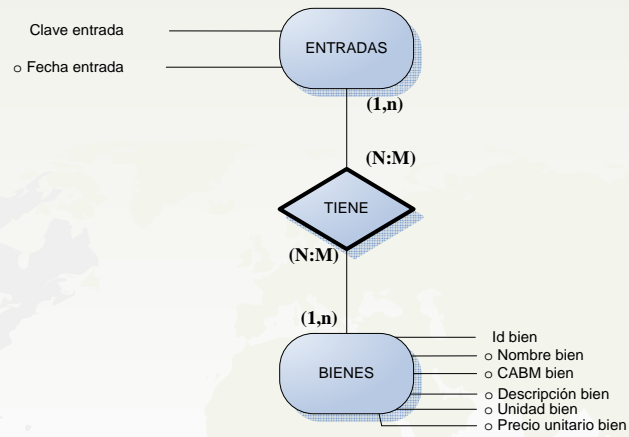 Clave entrada
○ Fecha entrada
ENTRADAS
(1,n)
(N:M)
TIENE
(N:M)
(1,n)
BIENES
Id bien
○ Nombre bien
○ CABM bien
○ Descripción bien
○ Unidad bien
○ Precio unitario bien